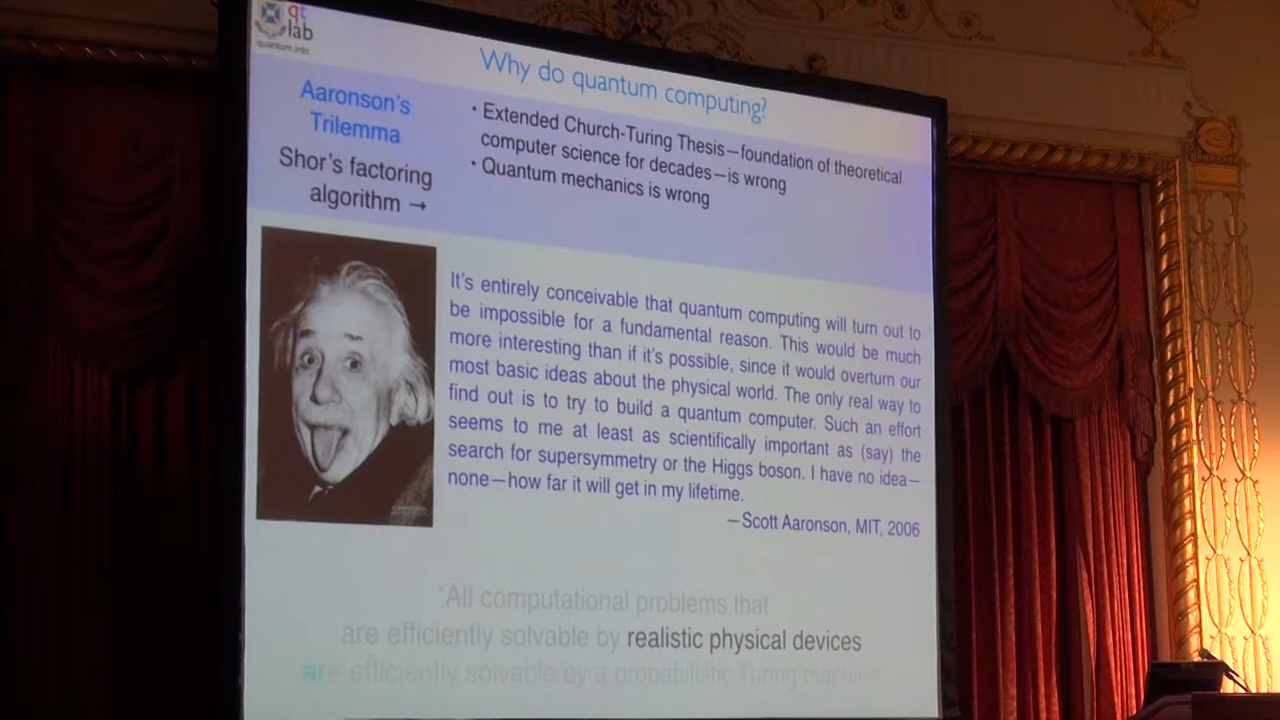 qt
lab
quantum.info
Why do quantum computing?
Aaronson's
Trilemma
Shor's factoring
algorithm →
• Extended Church-Turing Thesis—foundation of theoretical
computer science for decades—is wrong
• Quantum mechanics is wrong
It's entirely conceivable that quantum computing will turn out to
be impossible for a fundamental reason. This would be much
more interesting than if it's possible, since it would overturn our
most basic ideas about the physical world. The only real way to
find out is to try to build a quantum computer. Such an effort
seems to me at least as scientifically important as (say) the
search for supersymmetry or the Higgs boson. I have no idea—
none—how far it will get in my lifetime.
—Scott Aaronson, MIT, 2006
"All computational problems that
are efficiently solvable by realistic physical devices
are efficiently solvable by a probabilistic Turing machine"